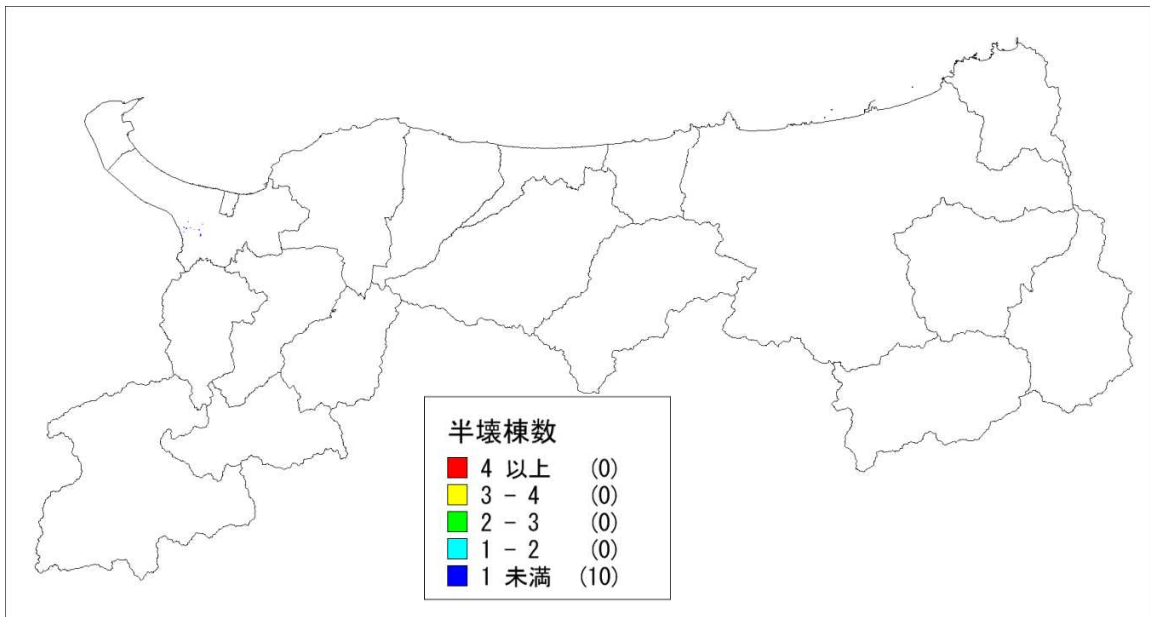 半壊棟数
4 以上 (0)
3 - 4 (0)
2 - 3 (0)
1 - 2 (0)
1 未満 (10)